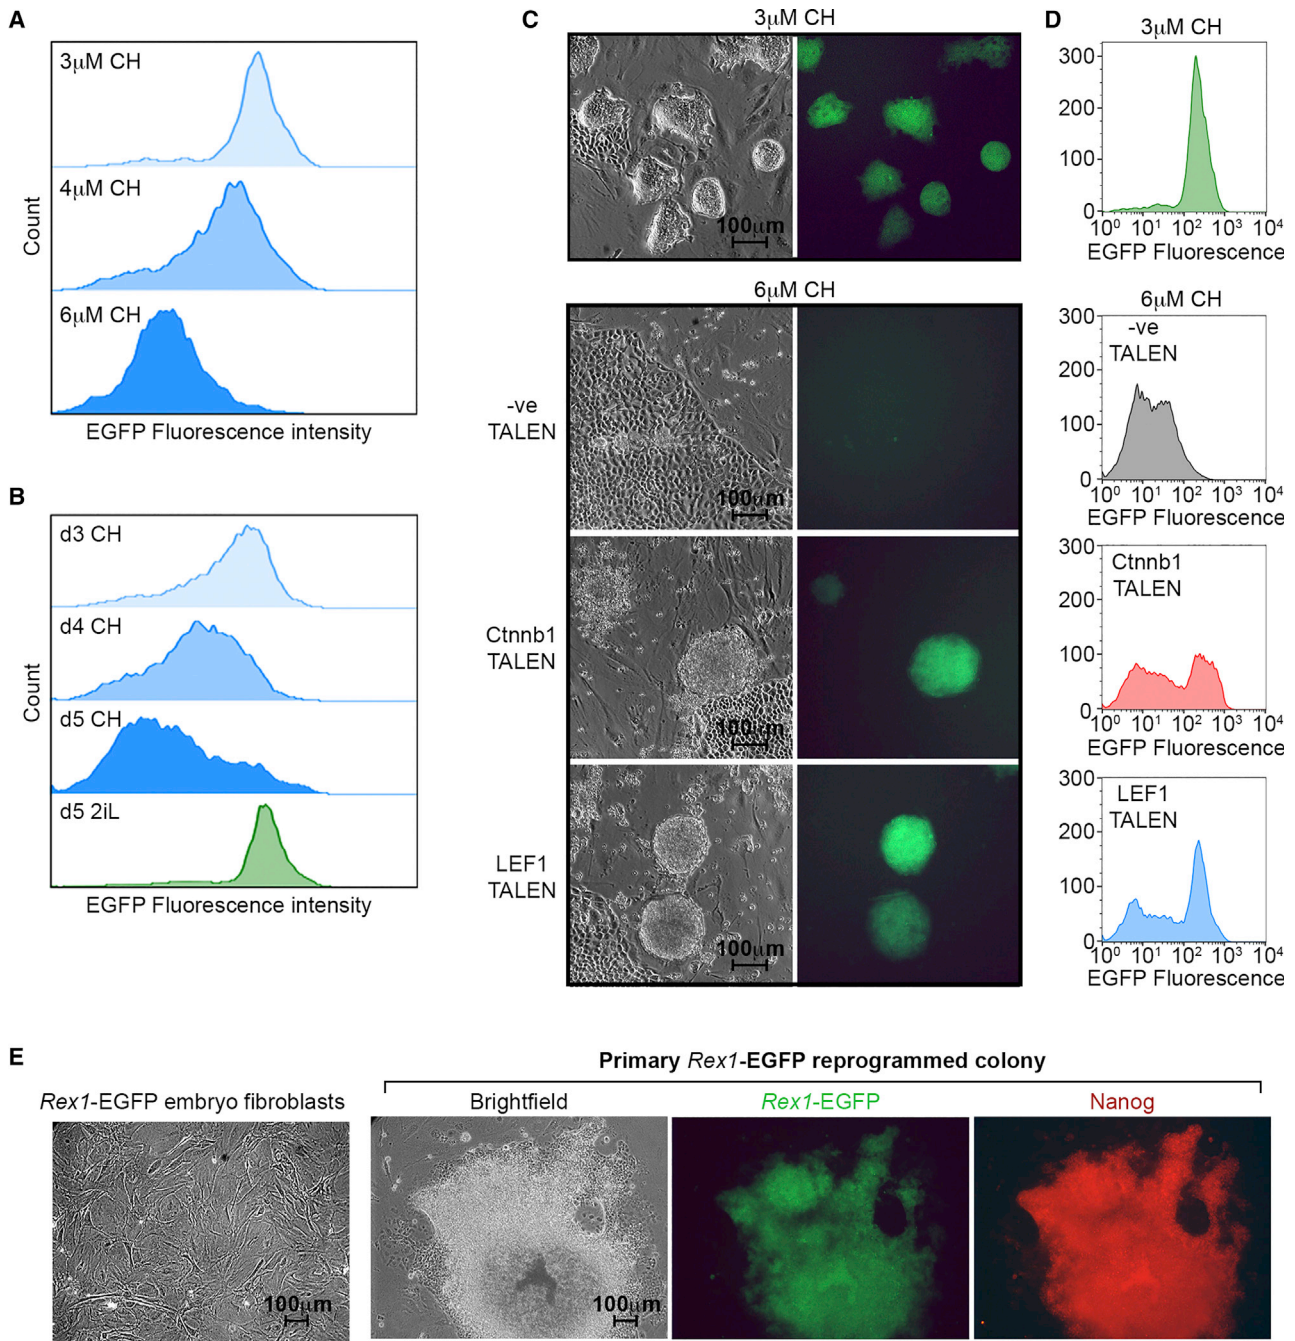 A
3μM CH
4μM CH
6μM CH
Count
EGFP Fluorescence intensity
B
d3 CH
d4 CH
d5 CH
d5 2iL
Count
EGFP Fluorescence intensity
C
3μM CH
100μm
6μM CH
-ve
TALEN
100μm
Ctnnb1
TALEN
100μm
LEF1
TALEN
100μm
D
3μM CH
300
200
100
0
10⁰ 10¹ 10² 10³ 10⁴
EGFP Fluorescence
6μM CH
300
-ve
TALEN
200
100
0
10⁰ 10¹ 10² 10³ 10⁴
EGFP Fluorescence
300
Ctnnb1
TALEN
200
100
0
10⁰ 10¹ 10² 10³ 10⁴
EGFP Fluorescence
300
LEF1
TALEN
200
100
0
10⁰ 10¹ 10² 10³ 10⁴
EGFP Fluorescence
E
Primary Rex1-EGFP reprogrammed colony
Rex1-EGFP embryo fibroblasts
Brightfield
Rex1-EGFP
Nanog
100μm
100μm